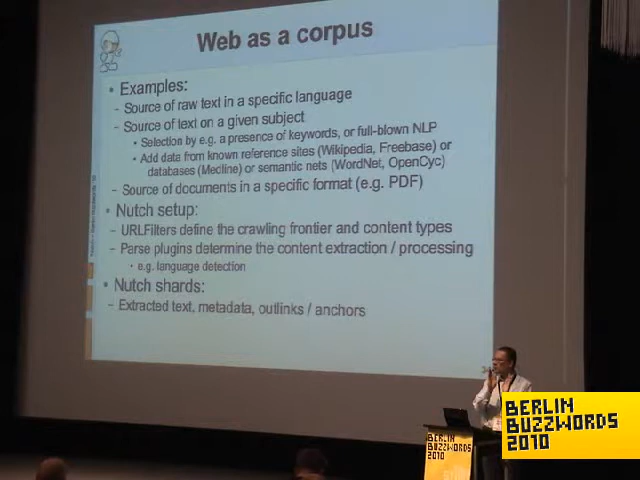 Web as a corpus
• Examples:
– Source of raw text in a specific language
– Source of text on a given subject
• Selection by e.g. a presence of keywords, or full-blown NLP
• Add data from known reference sites (Wikipedia, Freebase) or
databases (Medline) or semantic nets (WordNet, OpenCyc)
– Source of documents in a specific format (e.g. PDF)
• Nutch setup:
– URLFilters define the crawling frontier and content types
– Parse plugins determine the content extraction / processing
• e.g. language detection
• Nutch shards:
– Extracted text, metadata, outlinks / anchors
BERLIN
BUZZWORDS
2010
BERLIN
BUZZWORDS
2010